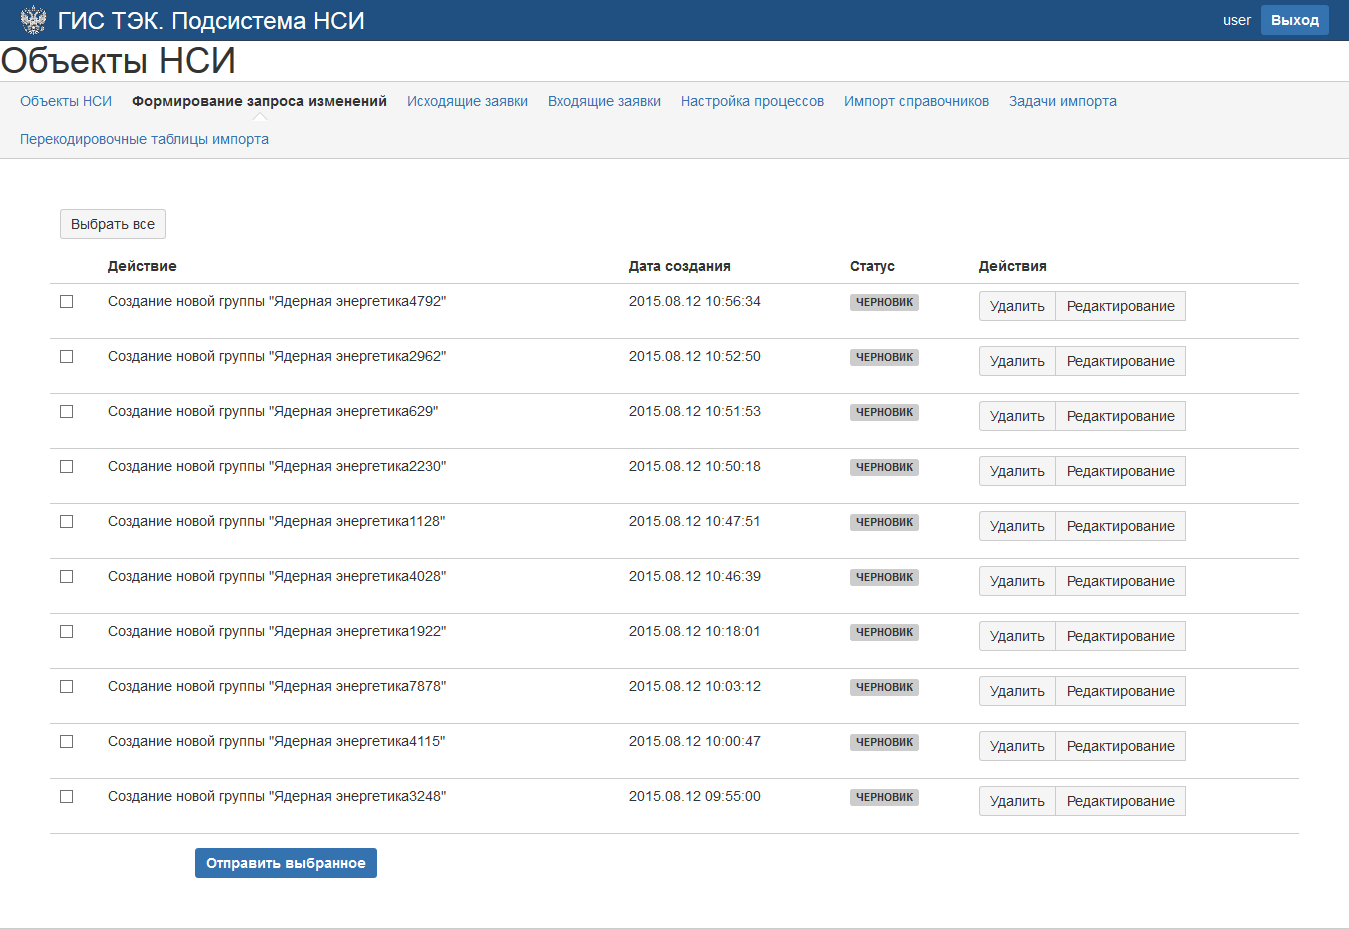 ГИС ТЭК. Подсистема НСИ
user Выход
Объекты НСИ
Объекты НСИ Формирование запроса изменений Исходящие заявки Входящие заявки Настройка процессов Импорт справочников Задачи импорта
Перекодировочные таблицы импорта
Выбрать все
Действие Дата создания Статус Действия
Создание новой группы "Ядерная энергетика4792" 2015.08.12 10:56:34 ЧЕРНОВИК Удалить Редактирование
Создание новой группы "Ядерная энергетика2962" 2015.08.12 10:52:50 ЧЕРНОВИК Удалить Редактирование
Создание новой группы "Ядерная энергетика629" 2015.08.12 10:51:53 ЧЕРНОВИК Удалить Редактирование
Создание новой группы "Ядерная энергетика2230" 2015.08.12 10:50:18 ЧЕРНОВИК Удалить Редактирование
Создание новой группы "Ядерная энергетика1128" 2015.08.12 10:47:51 ЧЕРНОВИК Удалить Редактирование
Создание новой группы "Ядерная энергетика4028" 2015.08.12 10:46:39 ЧЕРНОВИК Удалить Редактирование
Создание новой группы "Ядерная энергетика1922" 2015.08.12 10:18:01 ЧЕРНОВИК Удалить Редактирование
Создание новой группы "Ядерная энергетика7878" 2015.08.12 10:03:12 ЧЕРНОВИК Удалить Редактирование
Создание новой группы "Ядерная энергетика4115" 2015.08.12 10:00:47 ЧЕРНОВИК Удалить Редактирование
Создание новой группы "Ядерная энергетика3248" 2015.08.12 09:55:00 ЧЕРНОВИК Удалить Редактирование
Отправить выбранное